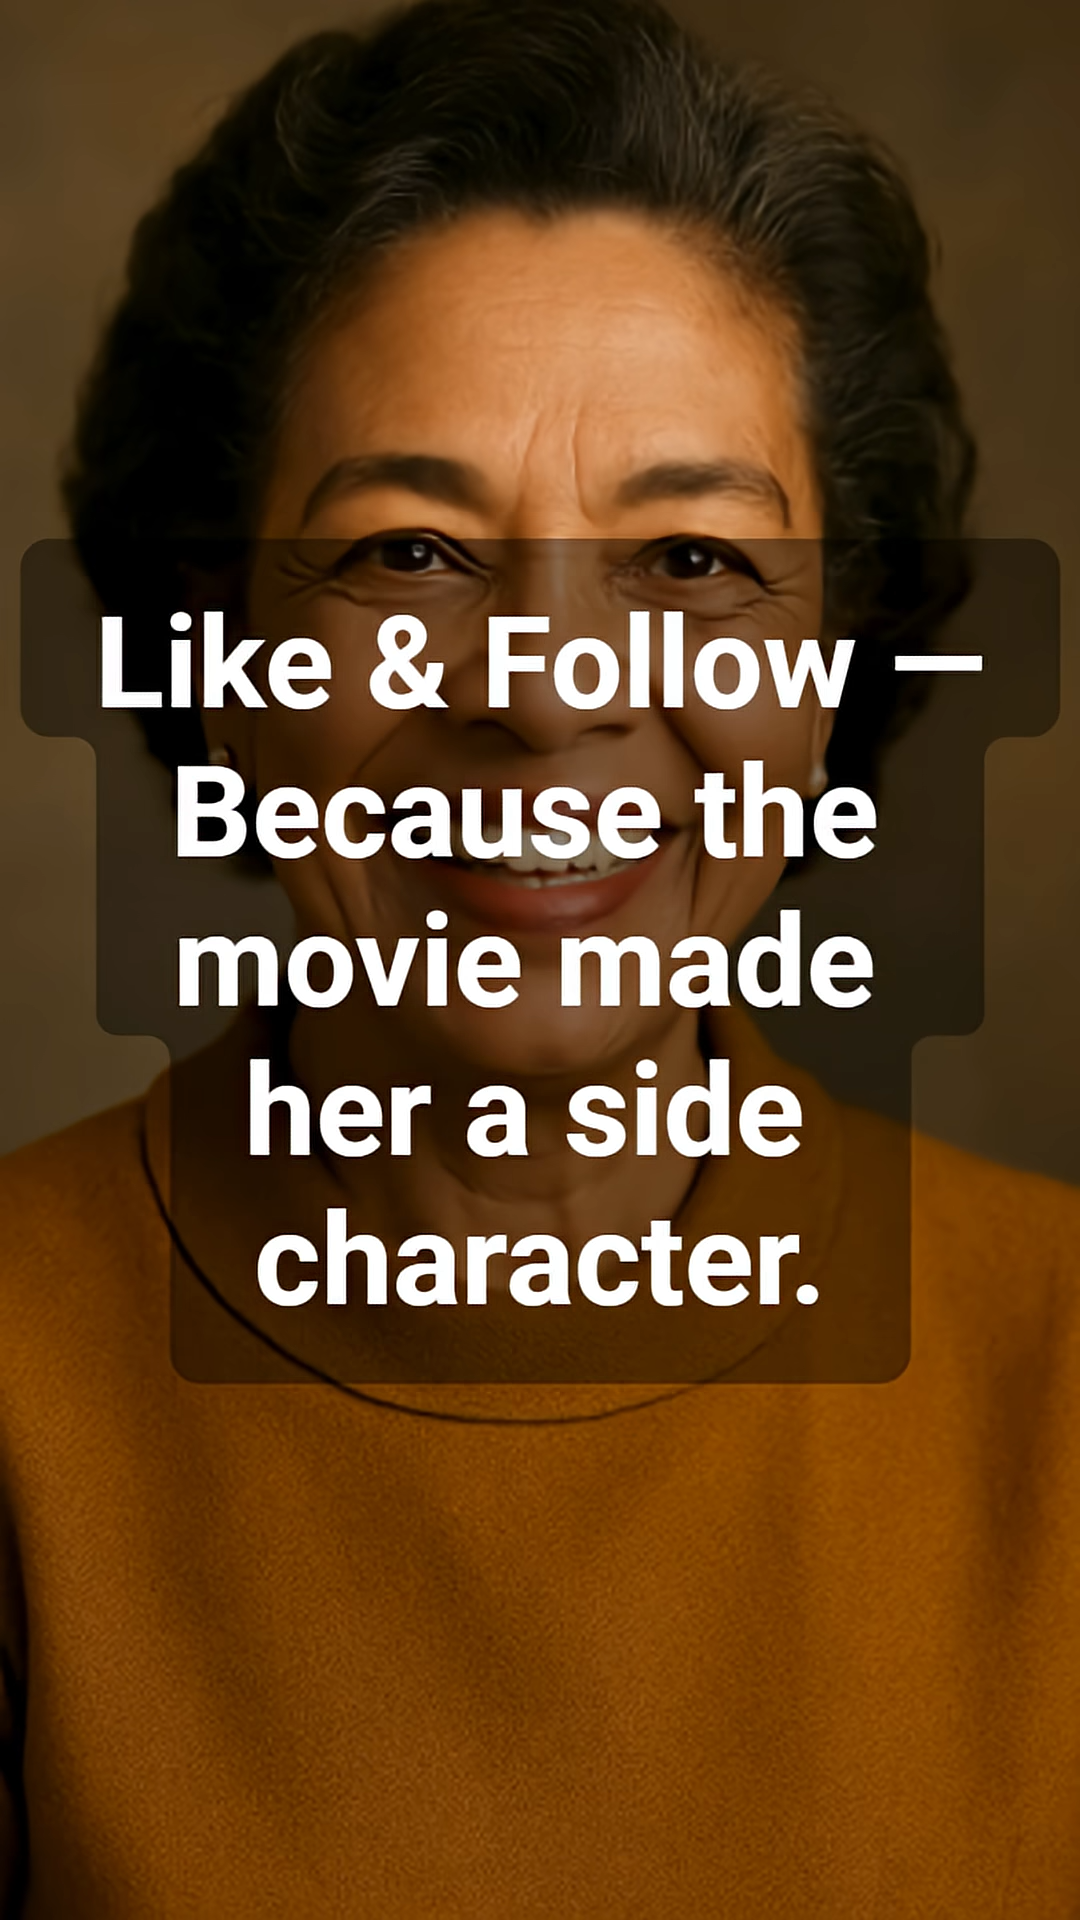 Like & Follow —
Because the
movie made
her a side
character.